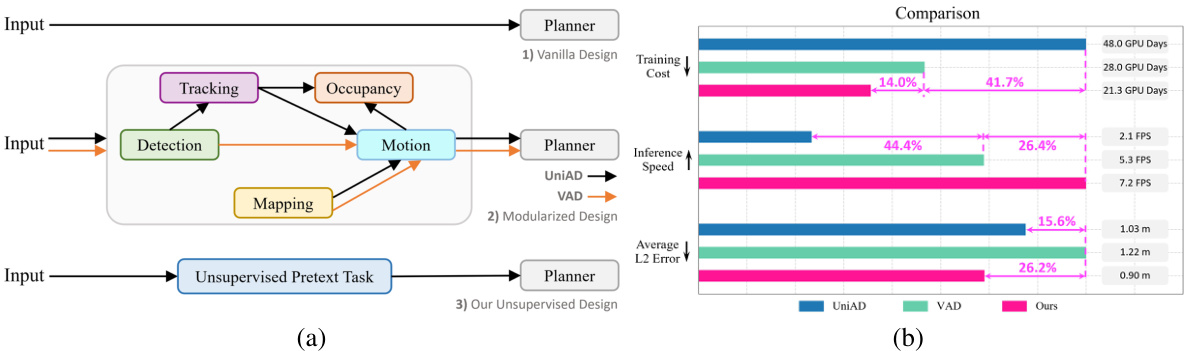 Input
Planner
1) Vanilla Design
Tracking
Occupancy
Input
Detection
Motion
Planner
UniAD
VAD
Mapping
2) Modularized Design
Input
Unsupervised Pretext Task
Planner
3) Our Unsupervised Design
(a)
Comparison
Training
Cost
48.0 GPU Days
28.0 GPU Days
14.0%
41.7%
21.3 GPU Days
Inference
Speed
2.1 FPS
44.4%
26.4%
5.3 FPS
7.2 FPS
Average
L2 Error
15.6%
1.03 m
1.22 m
26.2%
0.90 m
UniAD
VAD
Ours
(b)